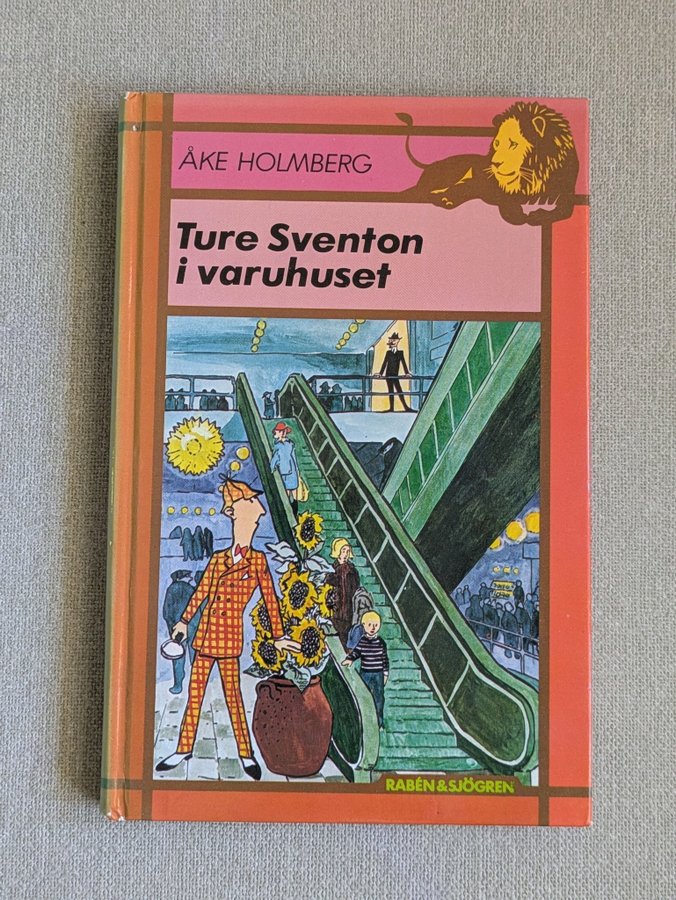 ÅKE HOLMBERG
Ture Sventon
i varuhuset
RABÉN & SJÖGREN